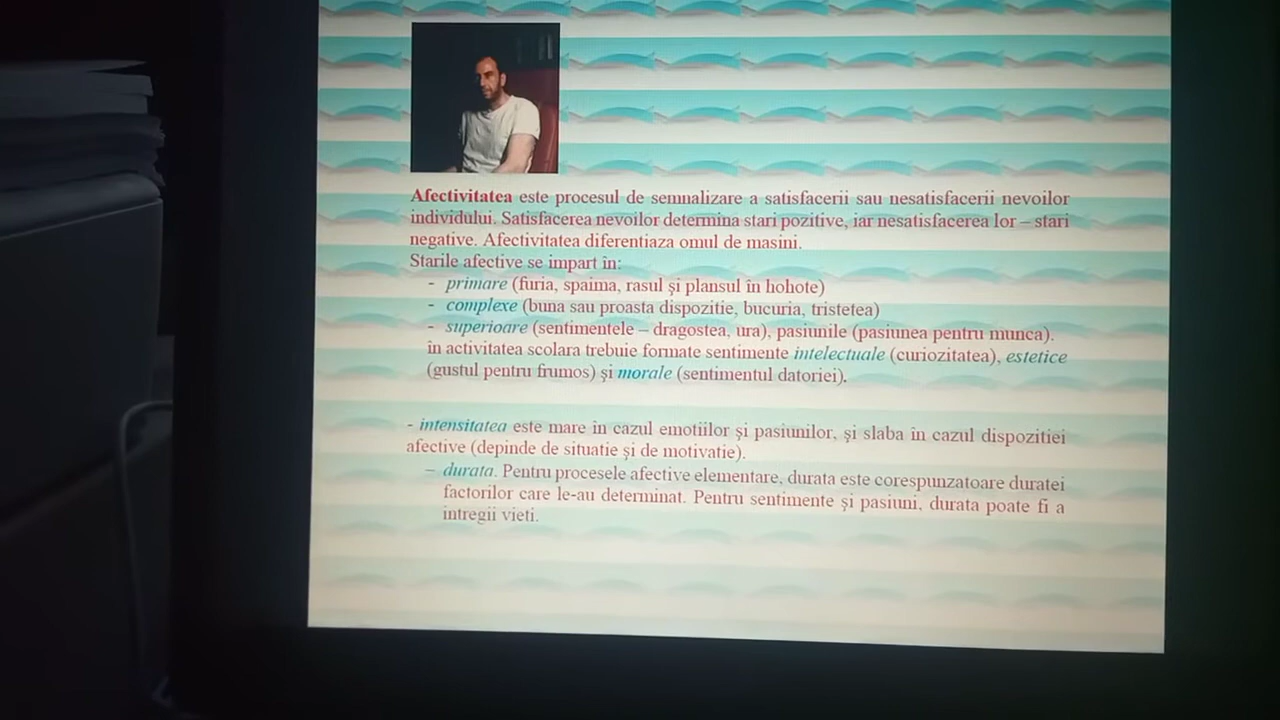 Afectivitatea este procesul de semnalizare a satisfacerii sau nesatisfacerii nevoilor
individului. Satisfacerea nevoilor determina stari pozitive, iar nesatisfacerea lor – stari
negative. Afectivitatea diferentiaza omul de masini.
Starile afective se impart în:
- primare (furia, spaima, rasul şi plansul în hohote)
- complexe (buna sau proasta dispozitie, bucuria, tristetea)
- superioare (sentimentele – dragostea, ura), pasiunile (pasiunea pentru munca).
în activitatea scolara trebuie formate sentimente intelectuale (curiozitatea), estetice
(gustul pentru frumos) şi morale (sentimentul datoriei).
- intensitatea este mare în cazul emotiilor şi pasiunilor, şi slaba în cazul dispozitiei
afective (depinde de situatie şi de motivatie).
– durata. Pentru procesele afective elementare, durata este corespunzatoare duratei
factorilor care le-au determinat. Pentru sentimente şi pasiuni, durata poate fi a
intregii vieti.